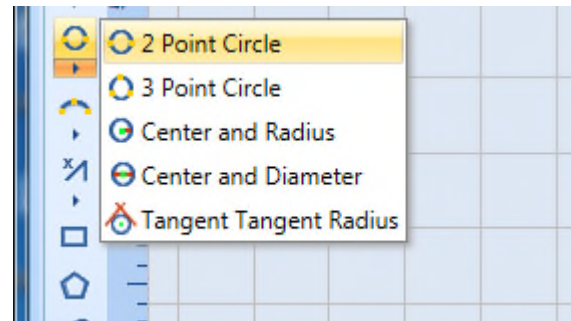 2 Point Circle
3 Point Circle
Center and Radius
Center and Diameter
Tangent Tangent Radius